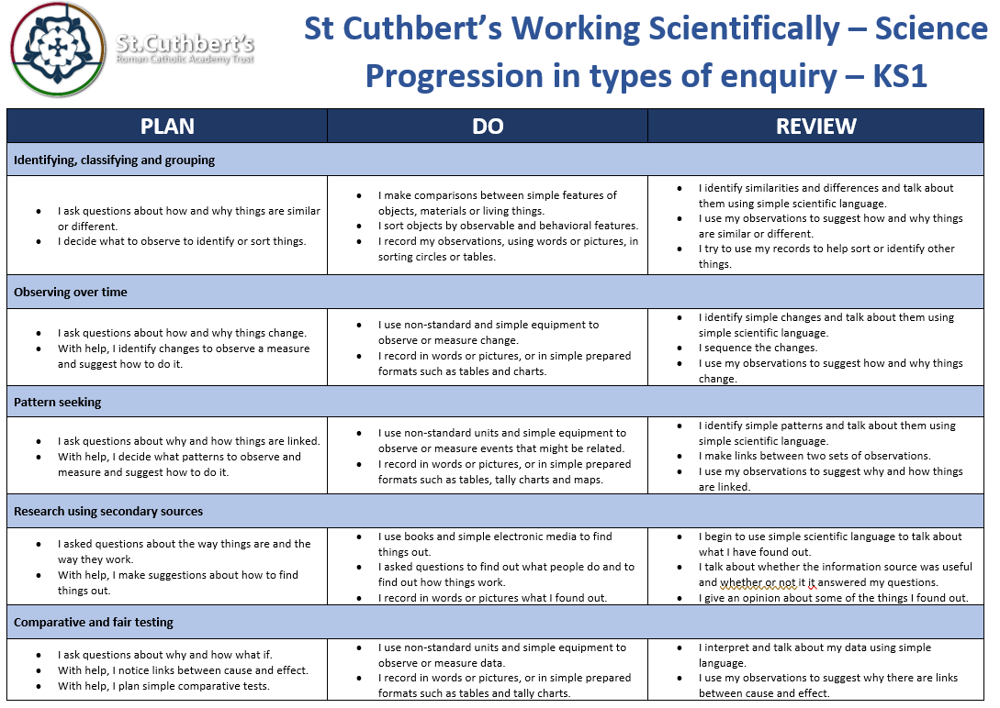 St.Cuthbert's
Roman Catholic Academy Trust
St Cuthbert's Working Scientifically – Science
Progression in types of enquiry – KS1
PLAN
DO
REVIEW
Identifying, classifying and grouping
• I ask questions about how and why things are similar
or different.
• I decide what to observe to identify or sort things.
• I make comparisons between simple features of
objects, materials or living things.
• I sort objects by observable and behavioral features.
• I record my observations, using words or pictures, in
sorting circles or tables.
• I identify similarities and differences and talk about
them using simple scientific language.
• I use my observations to suggest how and why things
are similar or different.
• I try to use my records to help sort or identify other
things.
Observing over time
• I ask questions about how and why things change.
• With help, I identify changes to observe a measure
and suggest how to do it.
• I use non-standard and simple equipment to
observe or measure change.
• I record in words or pictures, or in simple prepared
formats such as tables and charts.
• I identify simple changes and talk about them using
simple scientific language.
• I sequence the changes.
• I use my observations to suggest how and why things
change.
Pattern seeking
• I ask questions about why and how things are linked.
• With help, I decide what patterns to observe and
measure and suggest how to do it.
• I use non-standard units and simple equipment to
observe or measure events that might be related.
• I record in words or pictures, or in simple prepared
formats such as tables, tally charts and maps.
• I identify simple patterns and talk about them using
simple scientific language.
• I make links between two sets of observations.
• I use my observations to suggest why and how things
are linked.
Research using secondary sources
• I asked questions about the way things are and the
way they work.
• With help, I make suggestions about how to find
things out.
• I use books and simple electronic media to find
things out.
• I asked questions to find out what people do and to
find out how things work.
• I record in words or pictures what I found out.
• I begin to use simple scientific language to talk about
what I have found out.
• I talk about whether the information source was useful
and whether or not it it answered my questions.
• I give an opinion about some of the things I found out.
Comparative and fair testing
• I ask questions about why and how what if.
• With help, I notice links between cause and effect.
• With help, I plan simple comparative tests.
• I use non-standard units and simple equipment to
observe or measure data.
• I record in words or pictures, or in simple prepared
formats such as tables and tally charts.
• I interpret and talk about my data using simple
language.
• I use my observations to suggest why there are links
between cause and effect.